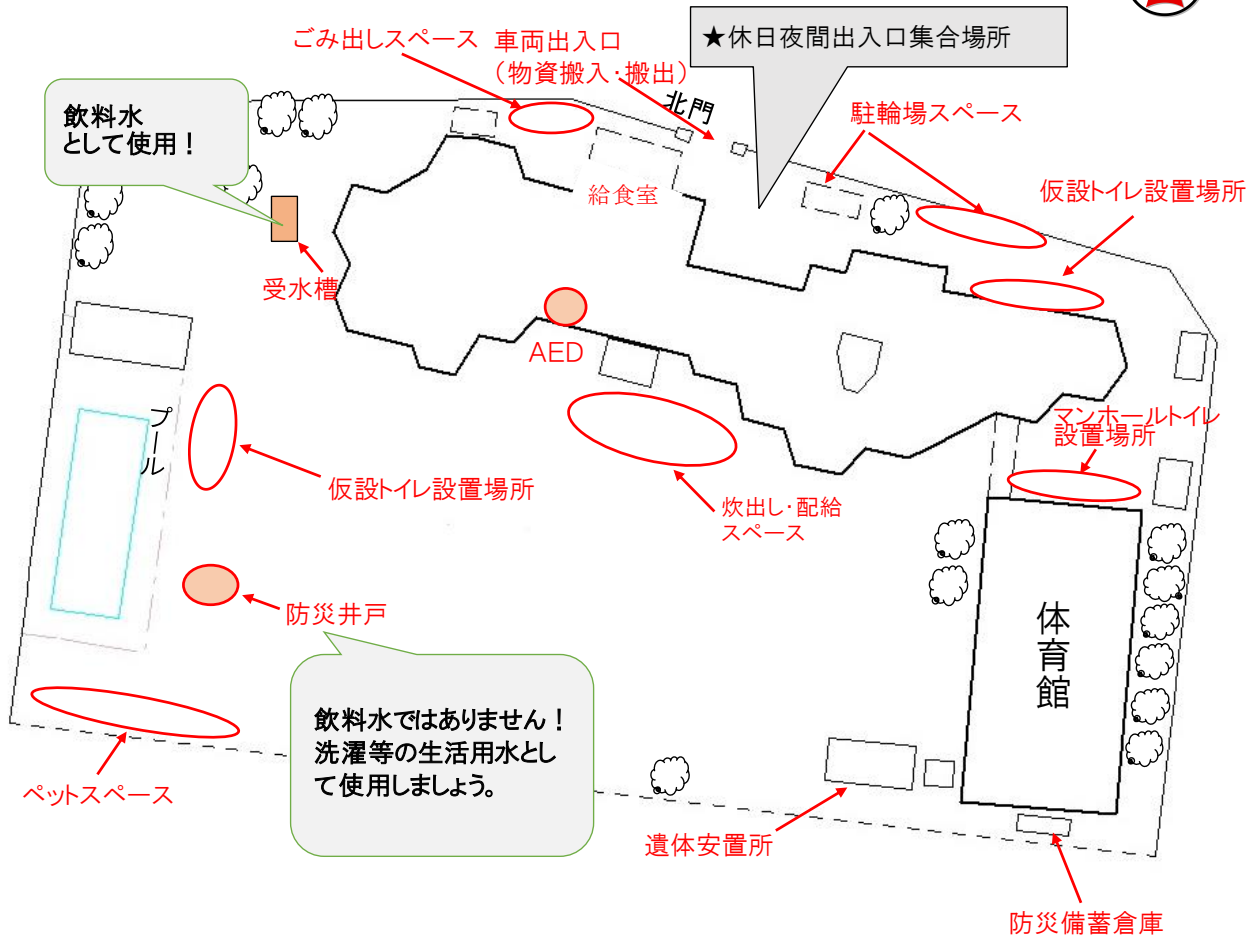 ★休日夜間出入口集合場所
ごみ出しスペース
車両出入口
（物資搬入・搬出）
北門
駐輪場スペース
飲料水
として使用！
給食室
仮設トイレ設置場所
受水槽
AED
プール
マンホールトイレ
設置場所
仮設トイレ設置場所
炊出し・配給
スペース
防災井戸
体育館
飲料水ではありません！
洗濯等の生活用水とし
て使用しましょう。
ペットスペース
遺体安置所
防災備蓄倉庫